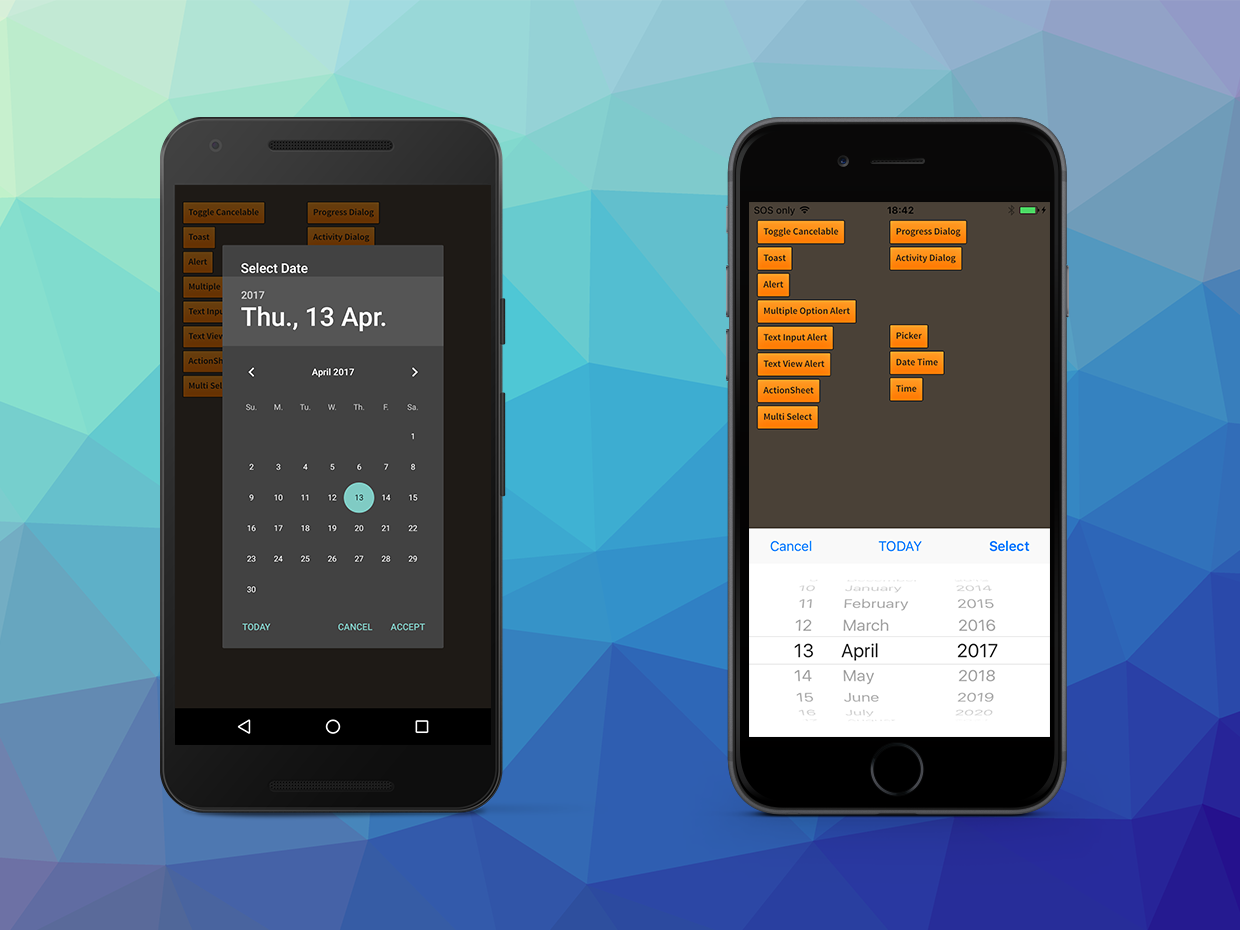 Toggle Cancelable
Progress Dialog
Toast
Activity Dialog
Alert
Multiple
Text Inpu
Text View
ActionSh
Multi Sel
Select Date
2017
Thu., 13 Apr.
April 2017
Su. M. Tu. W. Th. F. Sa.
1
2 3 4 5 6 7 8
9 10 11 12 13 14 15
16 17 18 19 20 21 22
23 24 25 26 27 28 29
30
TODAY CANCEL ACCEPT
SOS only 18:42
Toggle Cancelable
Progress Dialog
Toast
Activity Dialog
Alert
Multiple Option Alert
Text Input Alert
Picker
Text View Alert
Date Time
ActionSheet
Time
Multi Select
Cancel TODAY Select
10 January 2014
11 February 2015
12 March 2016
13 April 2017
14 May 2018
15 June 2019
16 July 2020